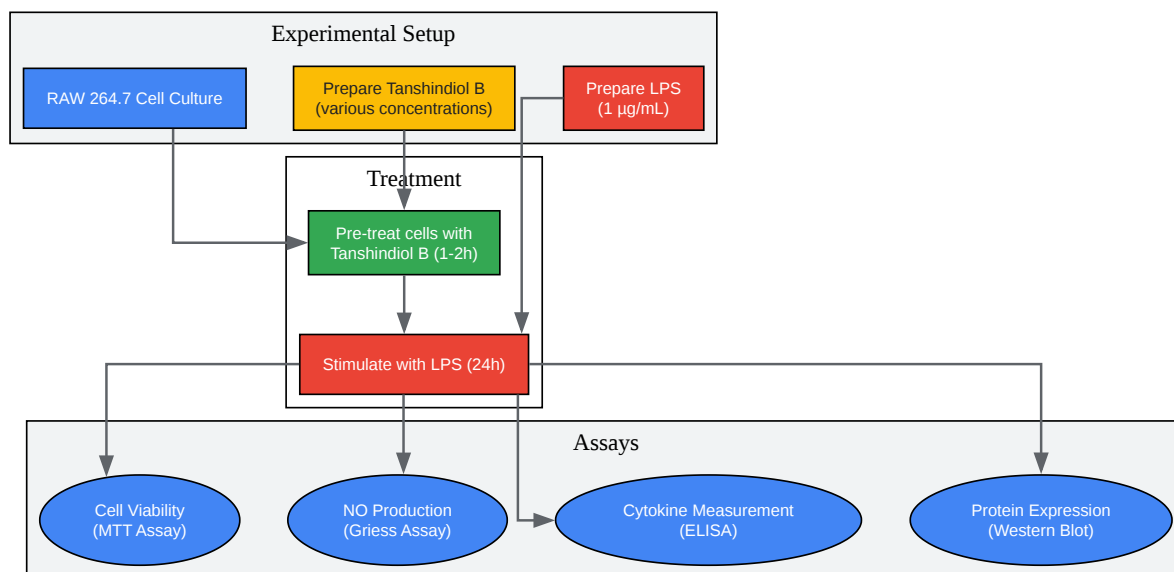 Experimental Setup
RAW 264.7 Cell Culture
Prepare Tanshindiol B
(various concentrations)
Prepare LPS
(1 µg/mL)
Treatment
Pre-treat cells with
Tanshindiol B (1-2h)
Stimulate with LPS (24h)
Assays
Cell Viability
(MTT Assay)
NO Production
(Griess Assay)
Cytokine Measurement
(ELISA)
Protein Expression
(Western Blot)